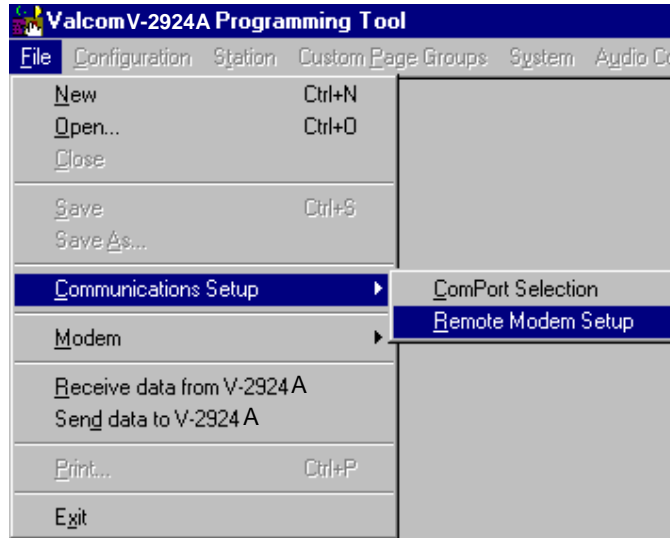 Valcom V-2924A Programming Tool
File Configuration Station Custom Page Groups System Audio Co
New Ctrl+N
Open... Ctrl+O
Close
Save Ctrl+S
Save As...
Communications Setup
ComPort Selection
Remote Modem Setup
Modem
Receive data from V-2924A
Send data to V-2924A
Print... Ctrl+P
Exit